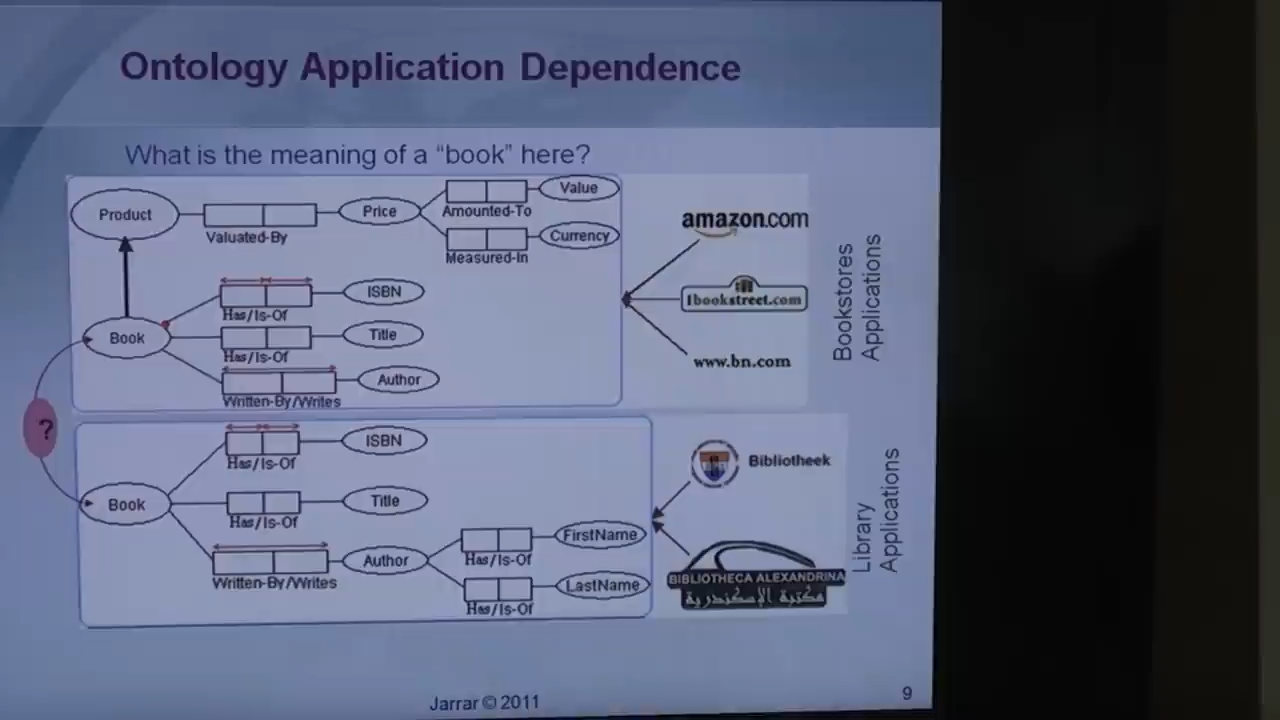 Ontology Application Dependence
What is the meaning of a “book” here?
Product
Valuated-By
Price
Amounted-To
Value
Measured-In
Currency
Book
Has/Is-Of
ISBN
Has/Is-Of
Title
Written-By/Writes
Author
amazon.com
1bookstreet.com
www.bn.com
Bookstores
Applications
?
Book
Has/Is-Of
ISBN
Has/Is-Of
Title
Written-By/Writes
Author
Has/Is-Of
FirstName
Has/Is-Of
LastName
Bibliotheek
BIBLIOTHECA ALEXANDRINA
مكتبة الإسكندرية
Library
Applications
Jarrar © 2011
9